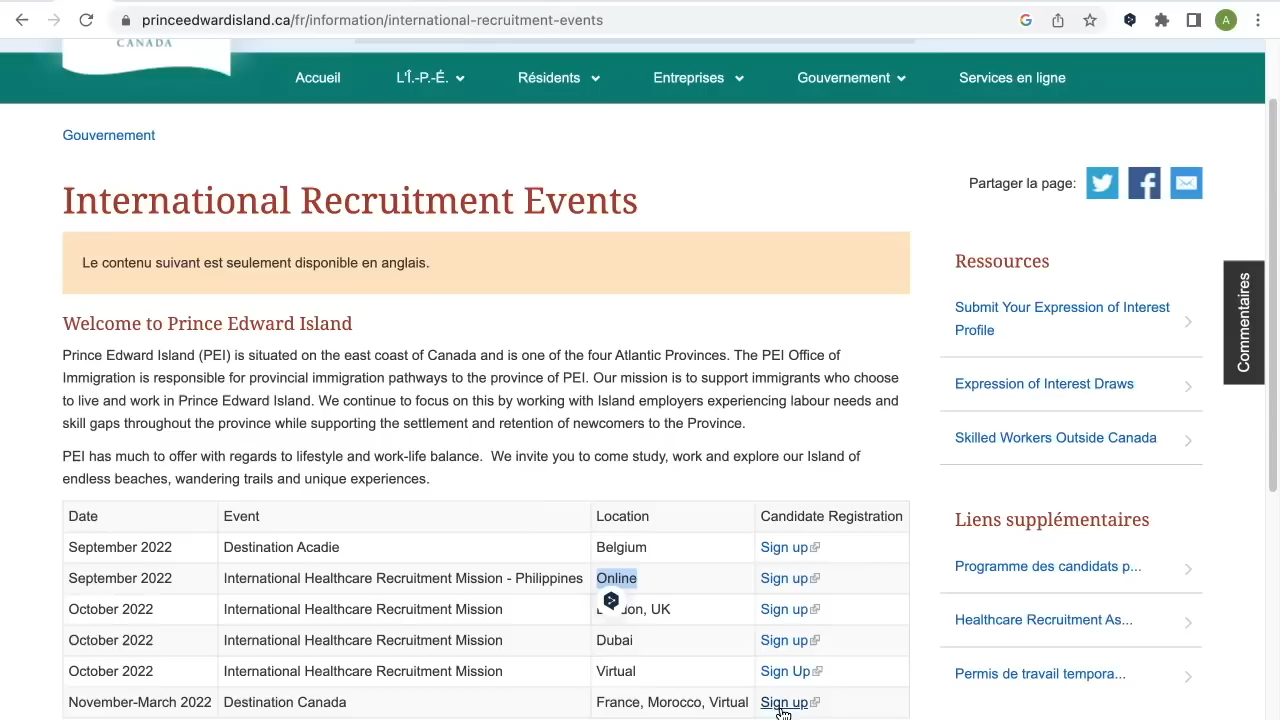 princeedwardisland.ca/fr/information/international-recruitment-events
A
CANADA
Accueil L'Î.-P.-É. Résidents Entreprises Gouvernement Services en ligne
Gouvernement
International Recruitment Events
Partager la page:
Le contenu suivant est seulement disponible en anglais.
Welcome to Prince Edward Island
Prince Edward Island (PEI) is situated on the east coast of Canada and is one of the four Atlantic Provinces. The PEI Office of
Immigration is responsible for provincial immigration pathways to the province of PEI. Our mission is to support immigrants who choose
to live and work in Prince Edward Island. We continue to focus on this by working with Island employers experiencing labour needs and
skill gaps throughout the province while supporting the settlement and retention of newcomers to the Province.
PEI has much to offer with regards to lifestyle and work-life balance. We invite you to come study, work and explore our Island of
endless beaches, wandering trails and unique experiences.
Date Event Location Candidate Registration
September 2022 Destination Acadie Belgium Sign up
September 2022 International Healthcare Recruitment Mission - Philippines Online Sign up
October 2022 International Healthcare Recruitment Mission UK Sign up
October 2022 International Healthcare Recruitment Mission Dubai Sign up
October 2022 International Healthcare Recruitment Mission Virtual Sign Up
November-March 2022 Destination Canada France, Morocco, Virtual Sign up
Ressources
Submit Your Expression of Interest
Profile
Expression of Interest Draws
Skilled Workers Outside Canada
Liens supplémentaires
Programme des candidats p...
Healthcare Recruitment As...
Permis de travail tempora...
Commentaires